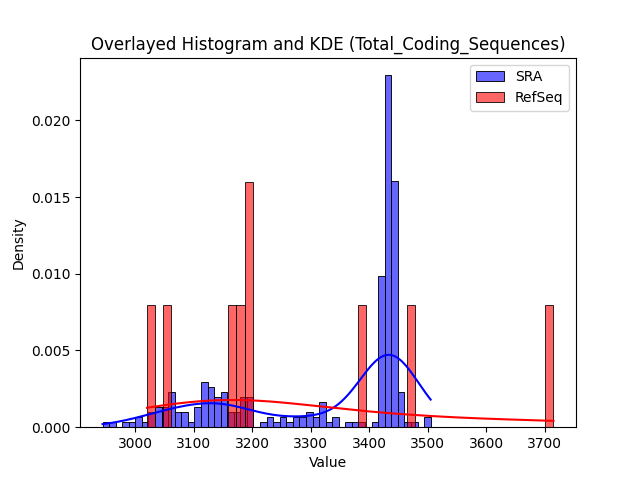 Overlayed Histogram and KDE (Total_Coding_Sequences)
SRA
RefSeq
0.020
0.015
0.010
0.005
0.000
Density
3000 3100 3200 3300 3400 3500 3600 3700
Value